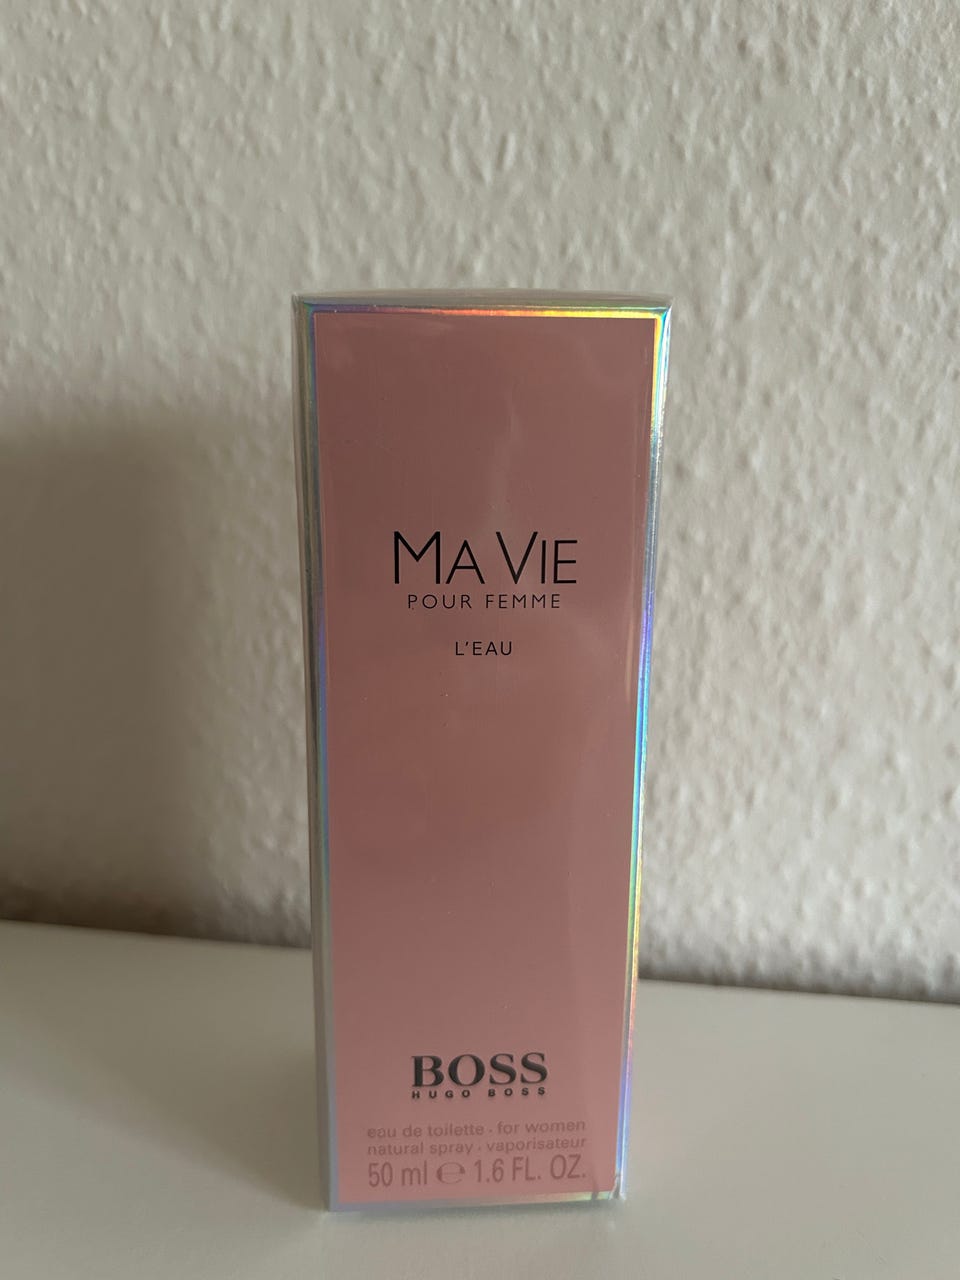 MA VIE
POUR FEMME
L'EAU
BOSS
HUGO BOSS
eau de toilette . for women
natural spray . vaporisateur
50 ml ℮ 1.6 FL. OZ.